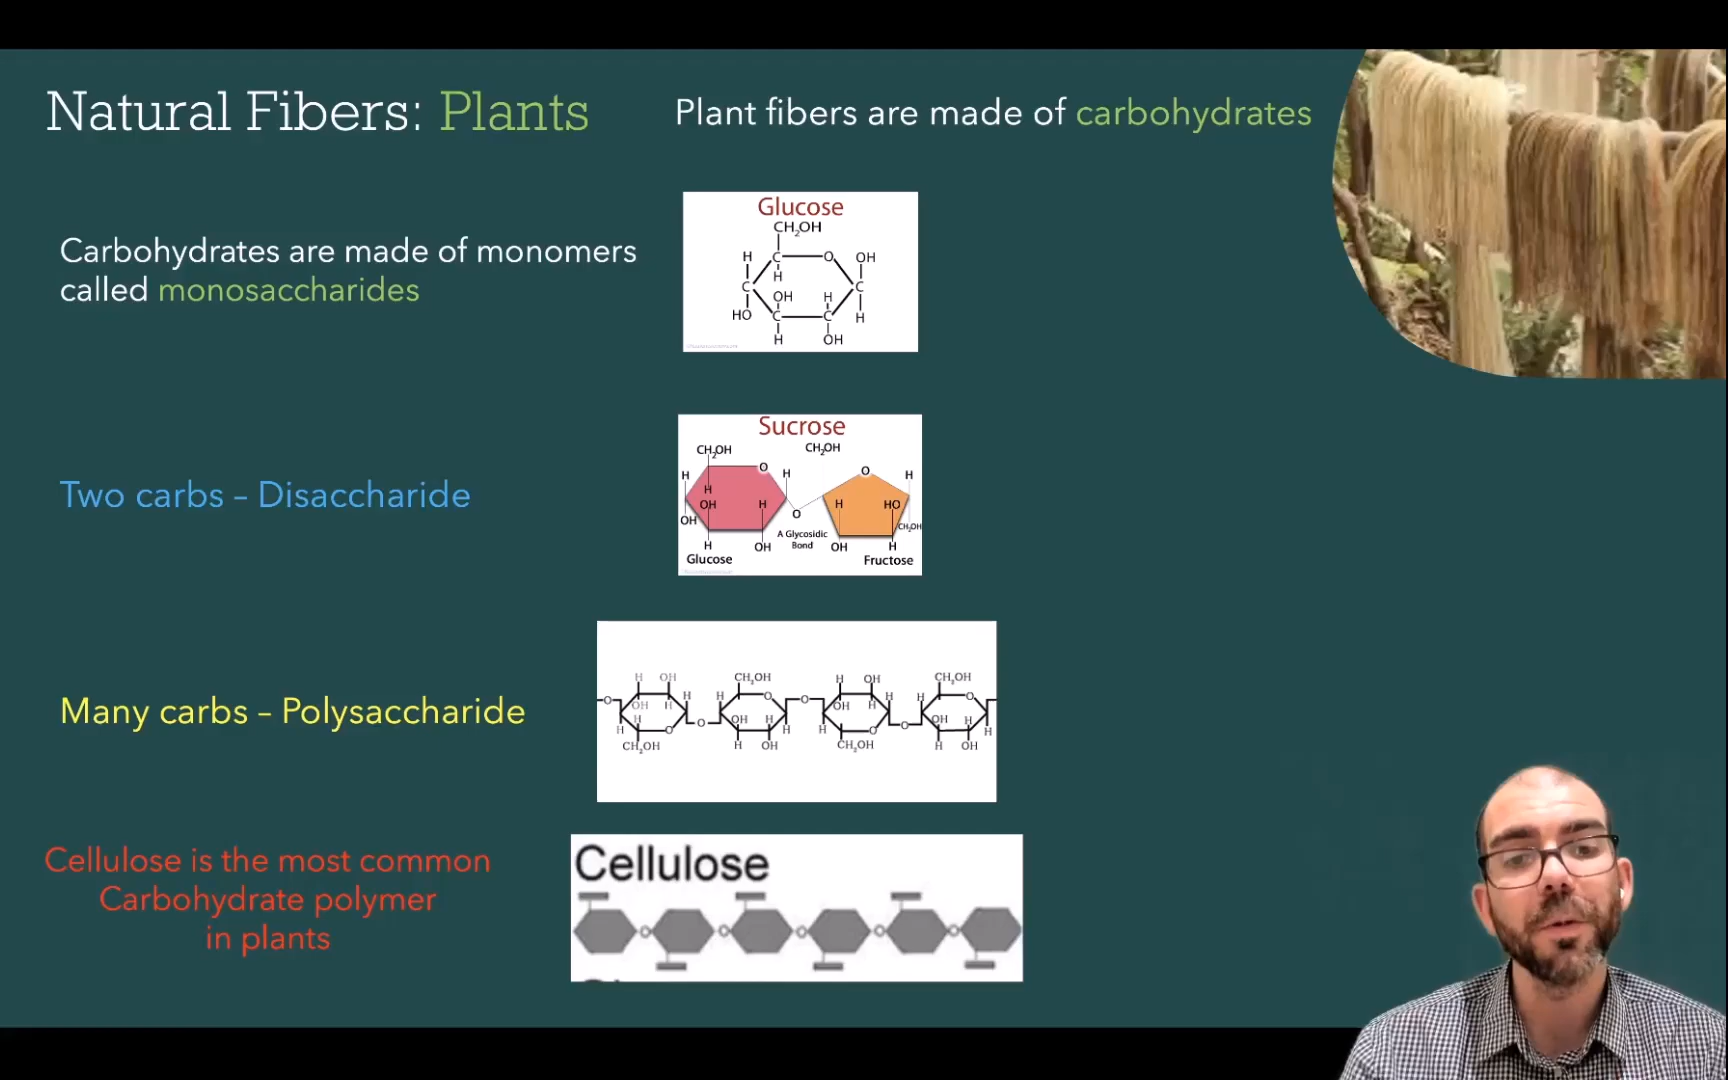 Natural Fibers: Plants
Plant fibers are made of carbohydrates
Carbohydrates are made of monomers
called monosaccharides
Glucose
CH2OH
H
C
O
OH
H
C
OH
H
C
HO
C
C
H
H
OH
Two carbs – Disaccharide
Sucrose
CH2OH
CH2OH
H
O
H
O
H
H
OH
H
H
HO
OH
O
A Glycosidic
Bond
CH2OH
H
OH
OH
H
Glucose
Fructose
Many carbs – Polysaccharide
H OH
CH2OH
H OH
CH2OH
O
OH H
H
H
O
O
OH H
H
H
O
OH
H
H
O
O
OH H
H
H
O
CH2OH
H OH
CH2OH
H OH
Cellulose is the most common
Carbohydrate polymer
in plants
Cellulose
O O O O O